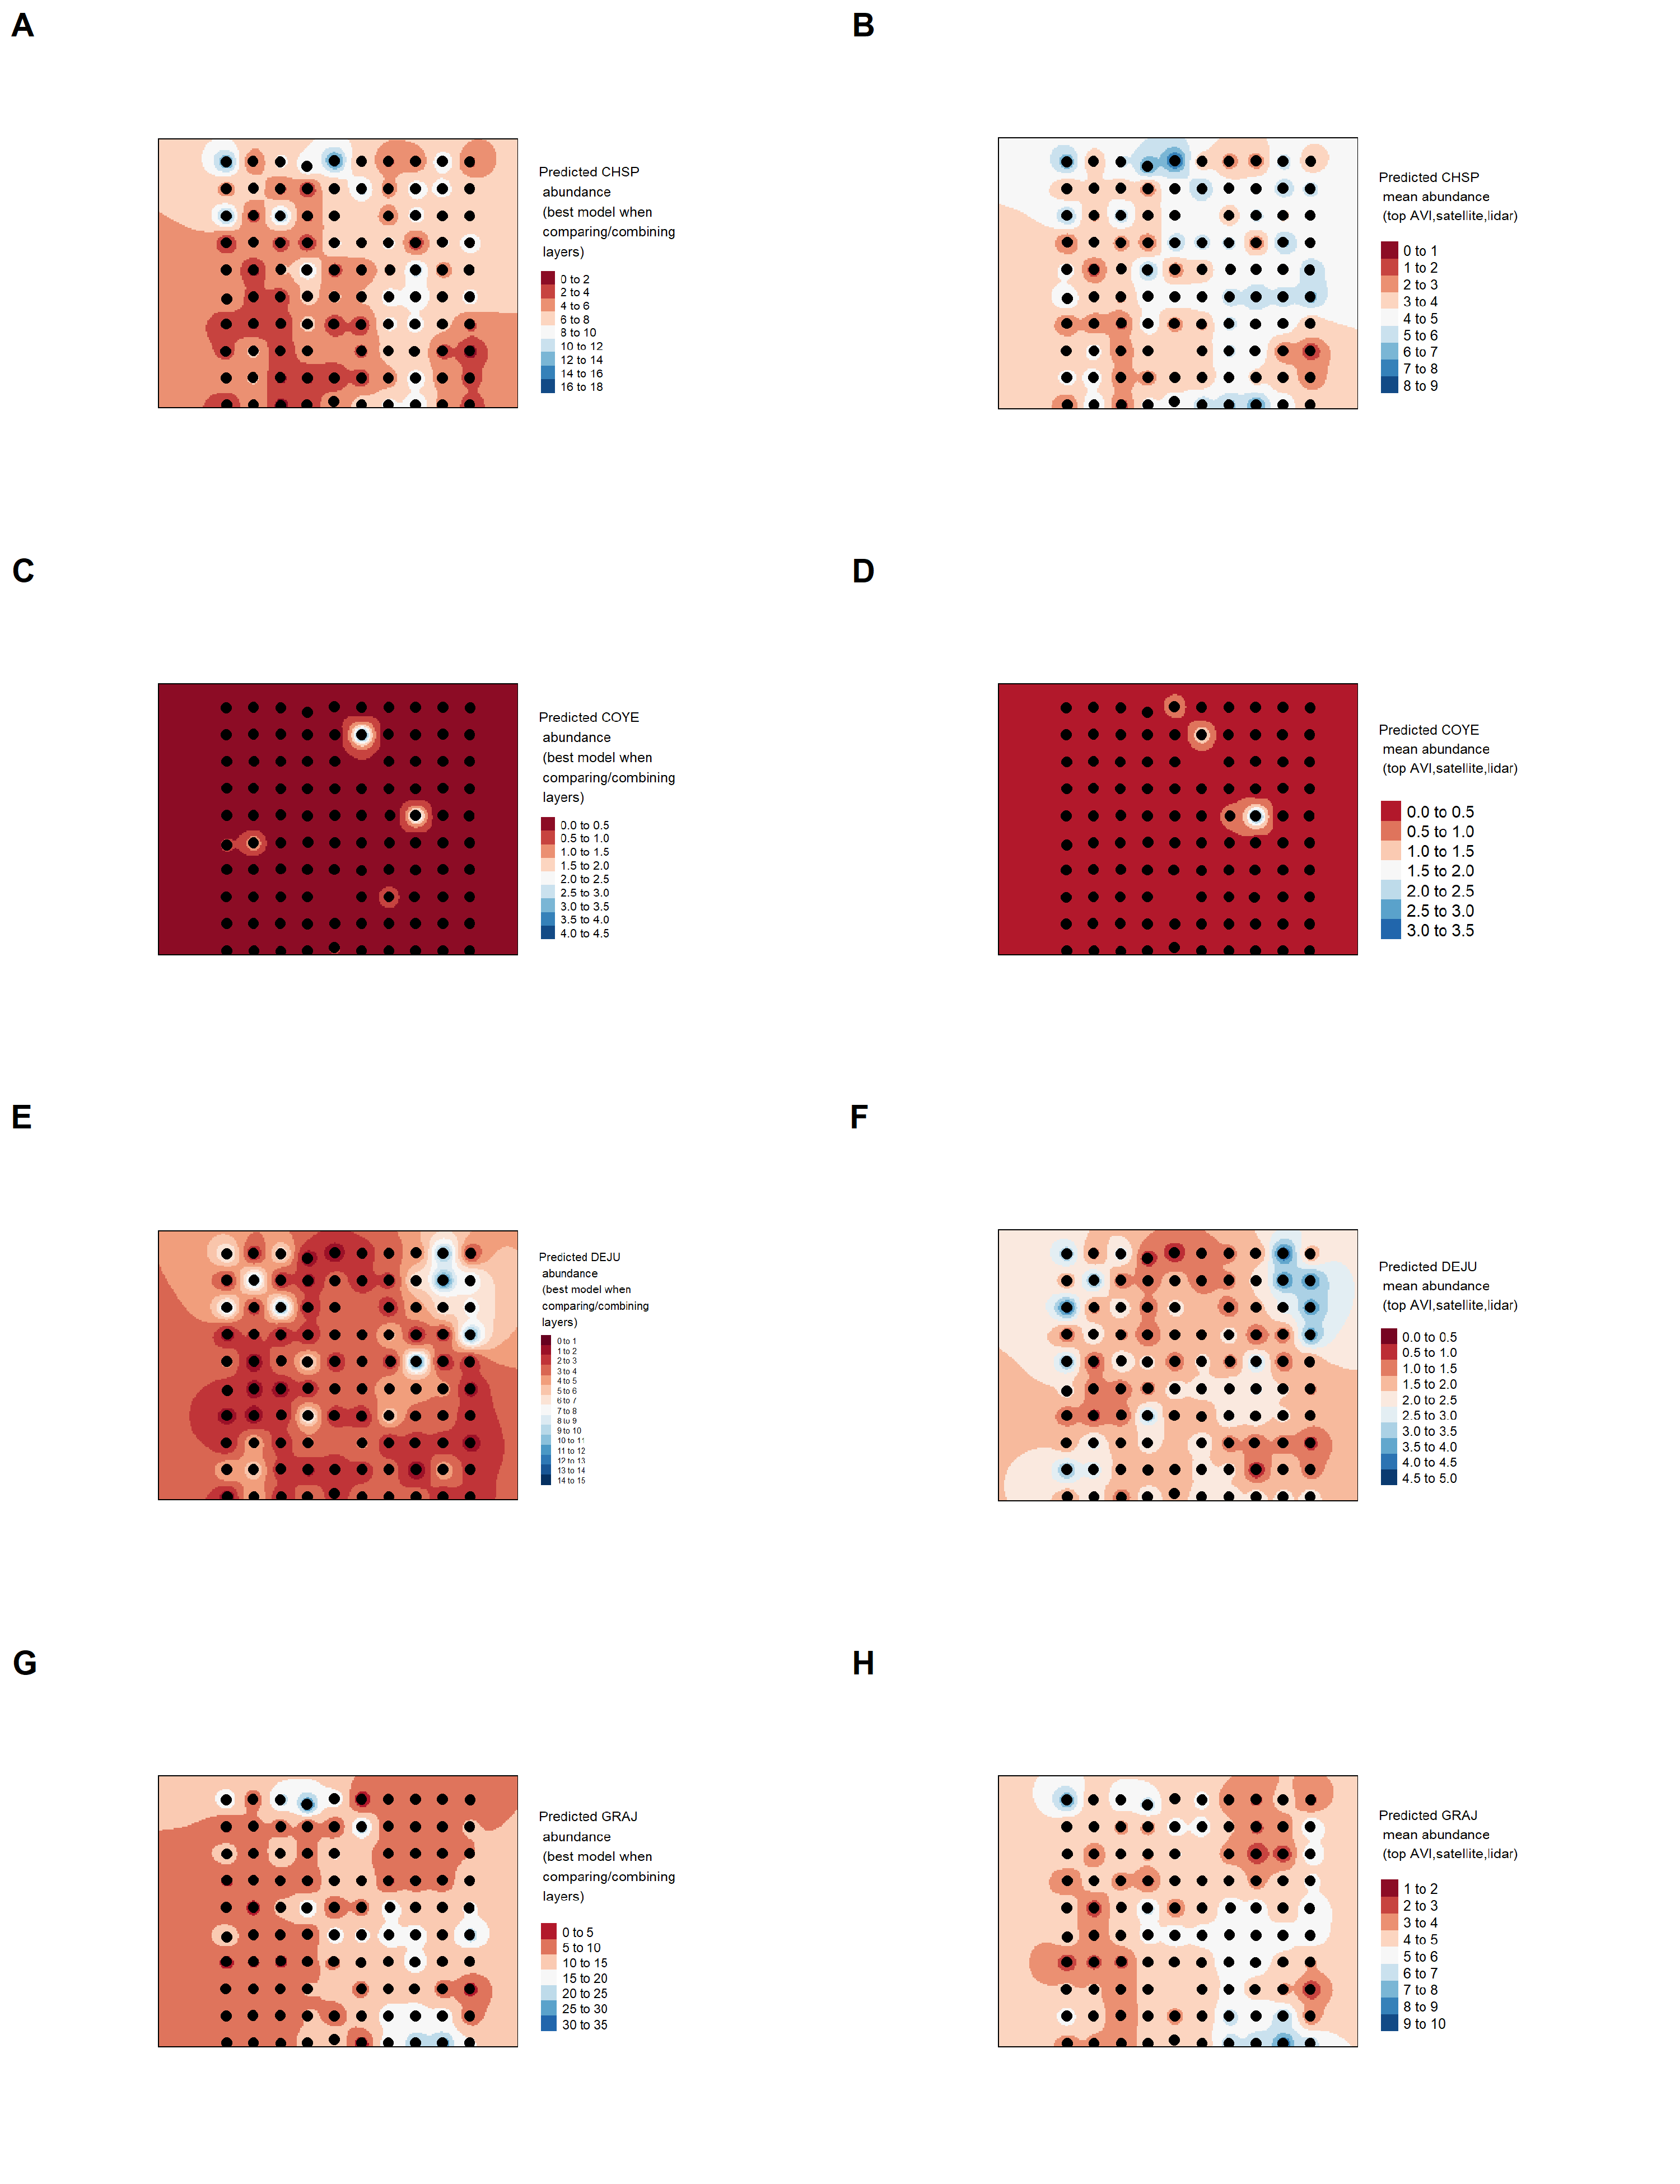 A
B
Predicted CHSP
abundance
(best model when
comparing/combining
layers)
0 to 2
2 to 4
4 to 6
6 to 8
8 to 10
10 to 12
12 to 14
14 to 16
16 to 18
Predicted CHSP
mean abundance
(top AVI,satellite,lidar)
0 to 1
1 to 2
2 to 3
3 to 4
4 to 5
5 to 6
6 to 7
7 to 8
8 to 9
C
D
Predicted COYE
abundance
(best model when
comparing/combining
layers)
0.0 to 0.5
0.5 to 1.0
1.0 to 1.5
1.5 to 2.0
2.0 to 2.5
2.5 to 3.0
3.0 to 3.5
3.5 to 4.0
4.0 to 4.5
Predicted COYE
mean abundance
(top AVI,satellite,lidar)
0.0 to 0.5
0.5 to 1.0
1.0 to 1.5
1.5 to 2.0
2.0 to 2.5
2.5 to 3.0
3.0 to 3.5
E
F
Predicted DEJU
abundance
(best model when
comparing/combining
layers)
0 to 1
1 to 2
2 to 3
3 to 4
4 to 5
5 to 6
6 to 7
7 to 8
8 to 9
9 to 10
10 to 11
11 to 12
12 to 13
13 to 14
14 to 15
Predicted DEJU
mean abundance
(top AVI,satellite,lidar)
0.0 to 0.5
0.5 to 1.0
1.0 to 1.5
1.5 to 2.0
2.0 to 2.5
2.5 to 3.0
3.0 to 3.5
3.5 to 4.0
4.0 to 4.5
4.5 to 5.0
G
H
Predicted GRAJ
abundance
(best model when
comparing/combining
layers)
0 to 5
5 to 10
10 to 15
15 to 20
20 to 25
25 to 30
30 to 35
Predicted GRAJ
mean abundance
(top AVI,satellite,lidar)
1 to 2
2 to 3
3 to 4
4 to 5
5 to 6
6 to 7
7 to 8
8 to 9
9 to 10